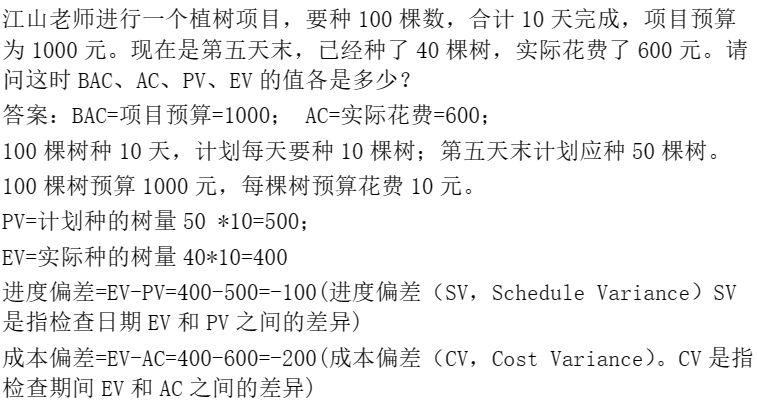 江山老师进行一个植树项目，要种 100 棵数，合计 10 天完成，项目预算
为 1000 元。现在是第五天末，已经种了 40 棵树，实际花费了 600 元。请
问这时 BAC、AC、PV、EV 的值各是多少？
答案：BAC=项目预算=1000； AC=实际花费=600；
100 棵树种 10 天，计划每天要种 10 棵树；第五天末计划应种 50 棵树。
100 棵树预算 1000 元，每棵树预算花费 10 元。
PV=计划种的树量 50 *10=500；
EV=实际种的树量 40*10=400
进度偏差=EV-PV=400-500=-100(进度偏差（SV，Schedule Variance）SV
是指检查日期 EV 和 PV 之间的差异)
成本偏差=EV-AC=400-600=-200(成本偏差（CV，Cost Variance）。CV 是指
检查期间 EV 和 AC 之间的差异)